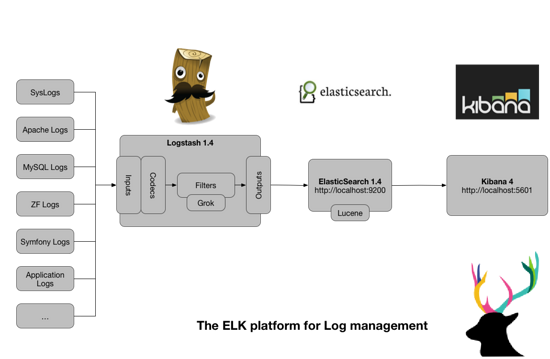 elasticsearch.
kibana
SysLogs
Apache Logs
MySQL Logs
ZF Logs
Symfony Logs
Application
Logs
...
Logstash 1.4
Inputs
Codecs
Filters
Grok
Outputs
ElasticSearch 1.4
http://localhost:9200
Lucene
Kibana 4
http://localhost:5601
The ELK platform for Log management